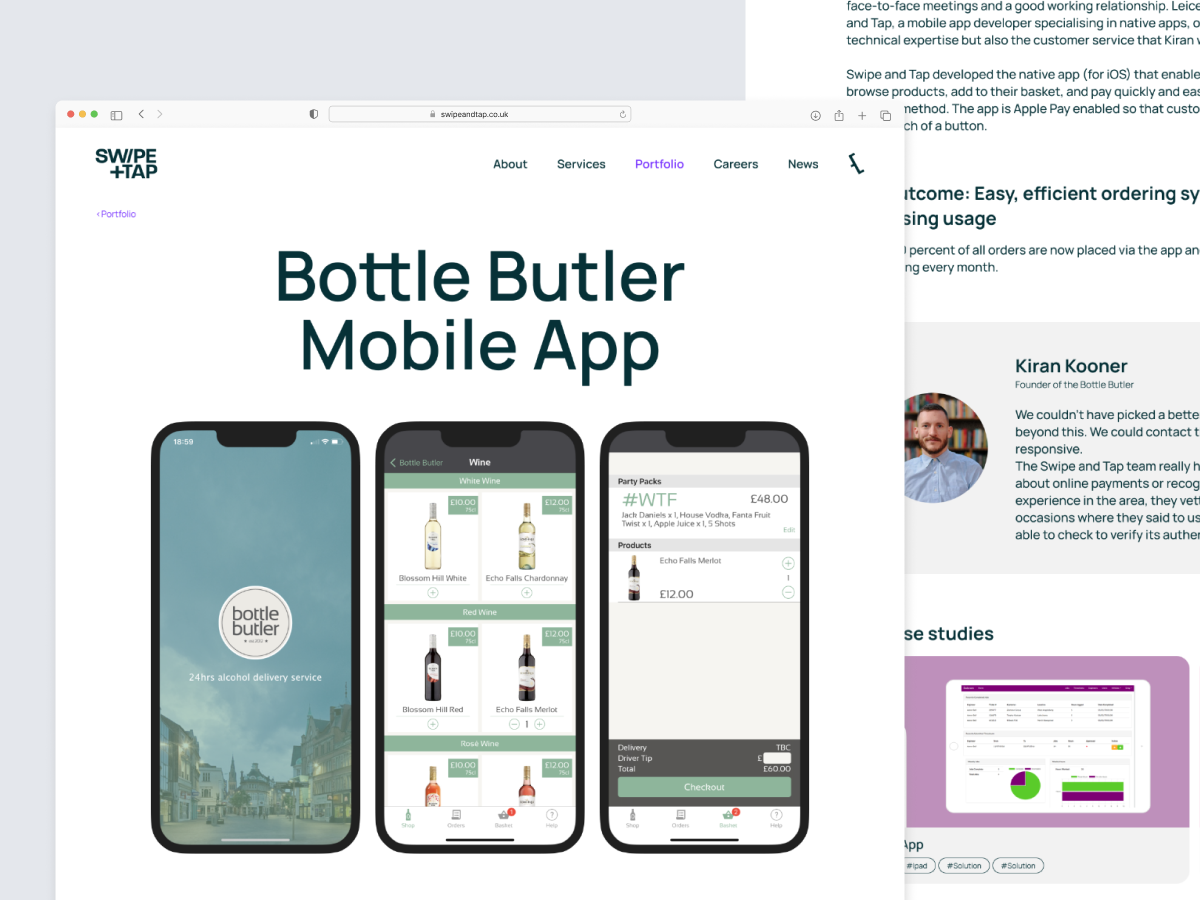 swipeandtap.co.uk
SWIPE
+TAP
About Services Portfolio Careers News
‹Portfolio
Bottle Butler
Mobile App
18:59
bottle
butler
24hrs alcohol delivery service
Bottle Butler Wine
White Wine
£10.00 75cl
£12.00 75cl
Blossom Hill White
Echo Falls Chardonnay
Red Wine
£10.00 75cl
£12.00 75cl
Blossom Hill Red
Echo Falls Merlot
1
Rose Wine
£10.00 75cl
£12.00 75cl
Shop Orders Basket 1 Help
Party Packs
#WTF £48.00
Jack Daniels x 1, House Vodka, Fanta Fruit
Twist x 1, Apple Juice x 1, 5 Shots
Edit
Products
Echo Falls Merlot
1
£12.00
Delivery TBC
Driver Tip £
Total £60.00
Checkout
Shop Orders Basket 2 Help
face-to-face meetings and a good working relationship. Leice
and Tap, a mobile app developer specialising in native apps, o
technical expertise but also the customer service that Kiran w
Swipe and Tap developed the native app (for iOS) that enable
browse products, add to their basket, and pay quickly and eas
method. The app is Apple Pay enabled so that custo
ch of a button.
utcome: Easy, efficient ordering sy
sing usage
percent of all orders are now placed via the app an
ng every month.
Kiran Kooner
Founder of the Bottle Butler
We couldn't have picked a bette
beyond this. We could contact t
responsive.
The Swipe and Tap team really h
about online payments or recog
experience in the area, they vett
occasions where they said to us
able to check to verify its auther
se studies
App
#ipad #Solution #Solution